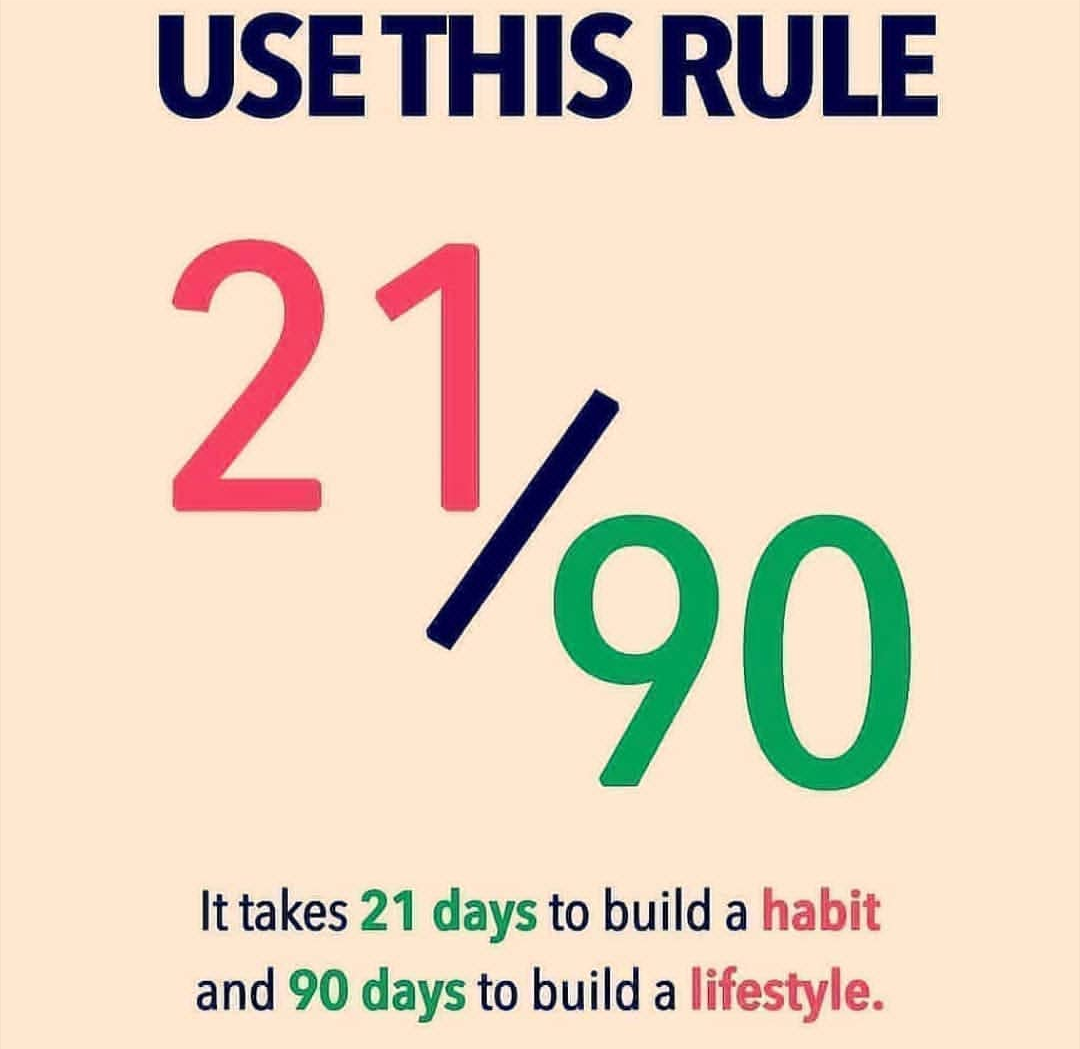 USE THIS RULE
21/90
It takes 21 days to build a habit
and 90 days to build a lifestyle.